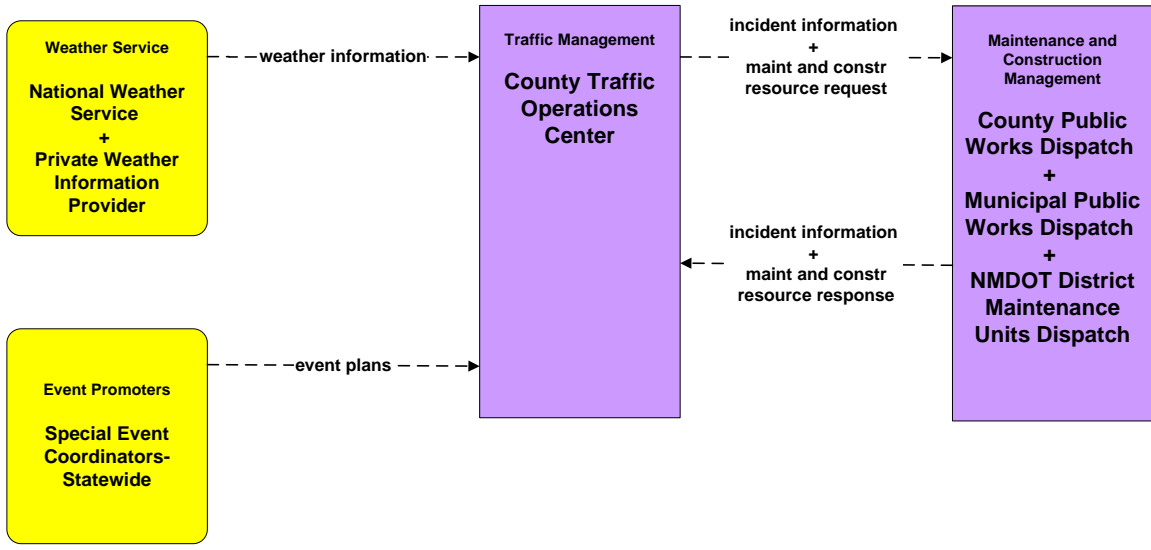 Weather Service
National Weather
Service
+
Private Weather
Information
Provider
weather information
Traffic Management
County Traffic
Operations
Center
incident information
+
maint and constr
resource request
Maintenance and
Construction
Management
County Public
Works Dispatch
+
Municipal Public
Works Dispatch
+
NMDOT District
Maintenance
Units Dispatch
incident information
+
maint and constr
resource response
Event Promoters
Special Event
Coordinators-
Statewide
event plans